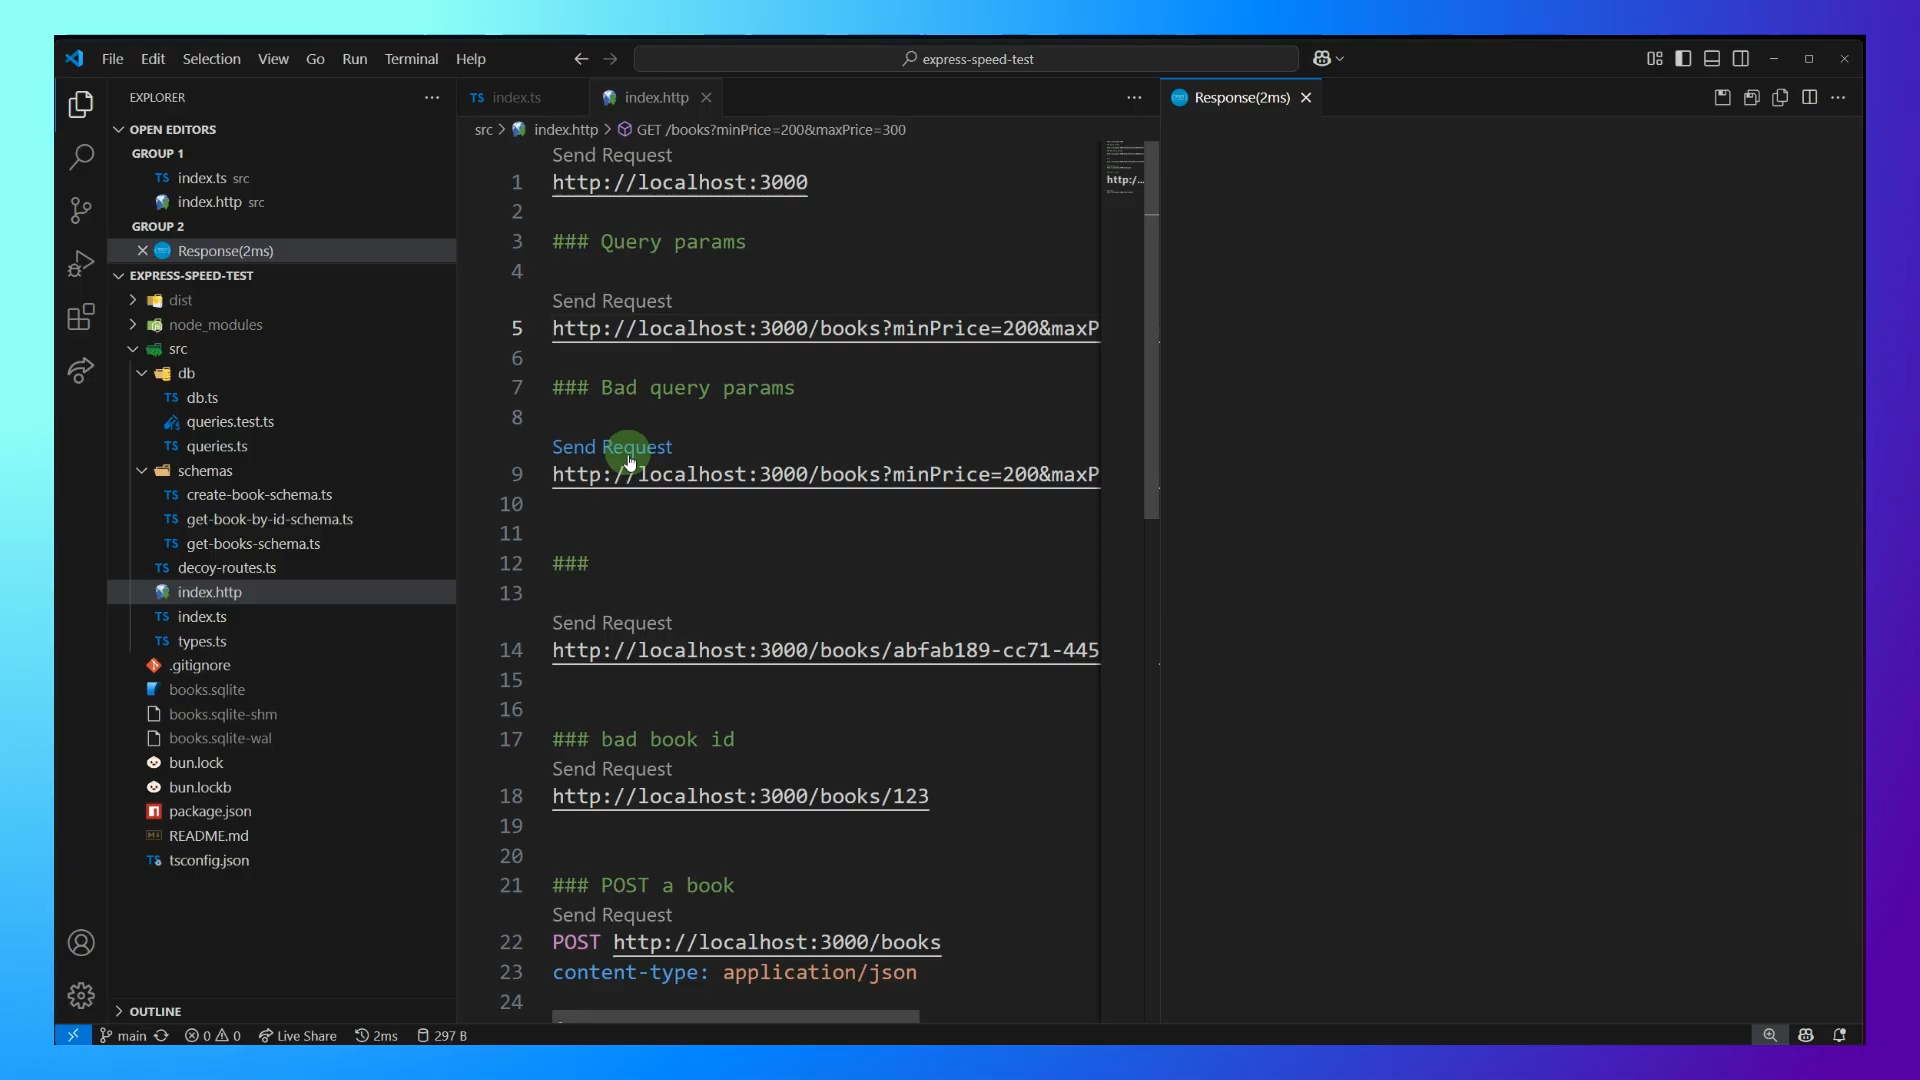 File Edit Selection View Go Run Terminal Help
express-speed-test
EXPLORER
OPEN EDITORS
GROUP 1
TS index.ts src
index.http src
GROUP 2
Response(2ms)
EXPRESS-SPEED-TEST
dist
node_modules
src
db
TS db.ts
queries.test.ts
TS queries.ts
schemas
TS create-book-schema.ts
TS get-book-by-id-schema.ts
TS get-books-schema.ts
TS decoy-routes.ts
index.http
TS index.ts
TS types.ts
.gitignore
books.sqlite
books.sqlite-shm
books.sqlite-wal
bun.lock
bun.lockb
package.json
README.md
TS tsconfig.json
OUTLINE
TS index.ts
index.http
src > index.http > GET /books?minPrice=200&maxPrice=300
Send Request
1 http://localhost:3000
2
3 ### Query params
4
Send Request
5 http://localhost:3000/books?minPrice=200&maxP
6
7 ### Bad query params
8
Send Request
9 http://localhost:3000/books?minPrice=200&maxP
10
11
12 ###
13
Send Request
14 http://localhost:3000/books/abfab189-cc71-445
15
16
17 ### bad book id
Send Request
18 http://localhost:3000/books/123
19
20
21 ### POST a book
Send Request
22 POST http://localhost:3000/books
23 content-type: application/json
24
http:/...
Response(2ms)
main 0 0 Live Share 2ms 297 B